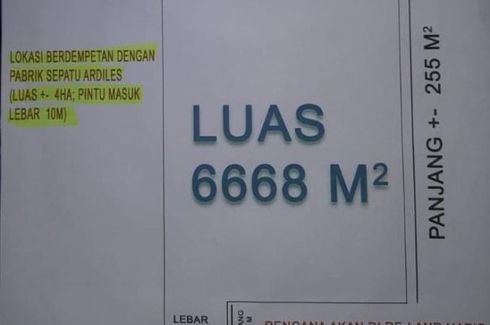 LOKASI BERDEMPETAN DENGAN
PABRIK SEPATU ARDILES
(LUAS +- 4HA; PINTU MASUK
LEBAR 10M)
LUAS
6668 M²
PANJANG +- 255 M²
LEBAR